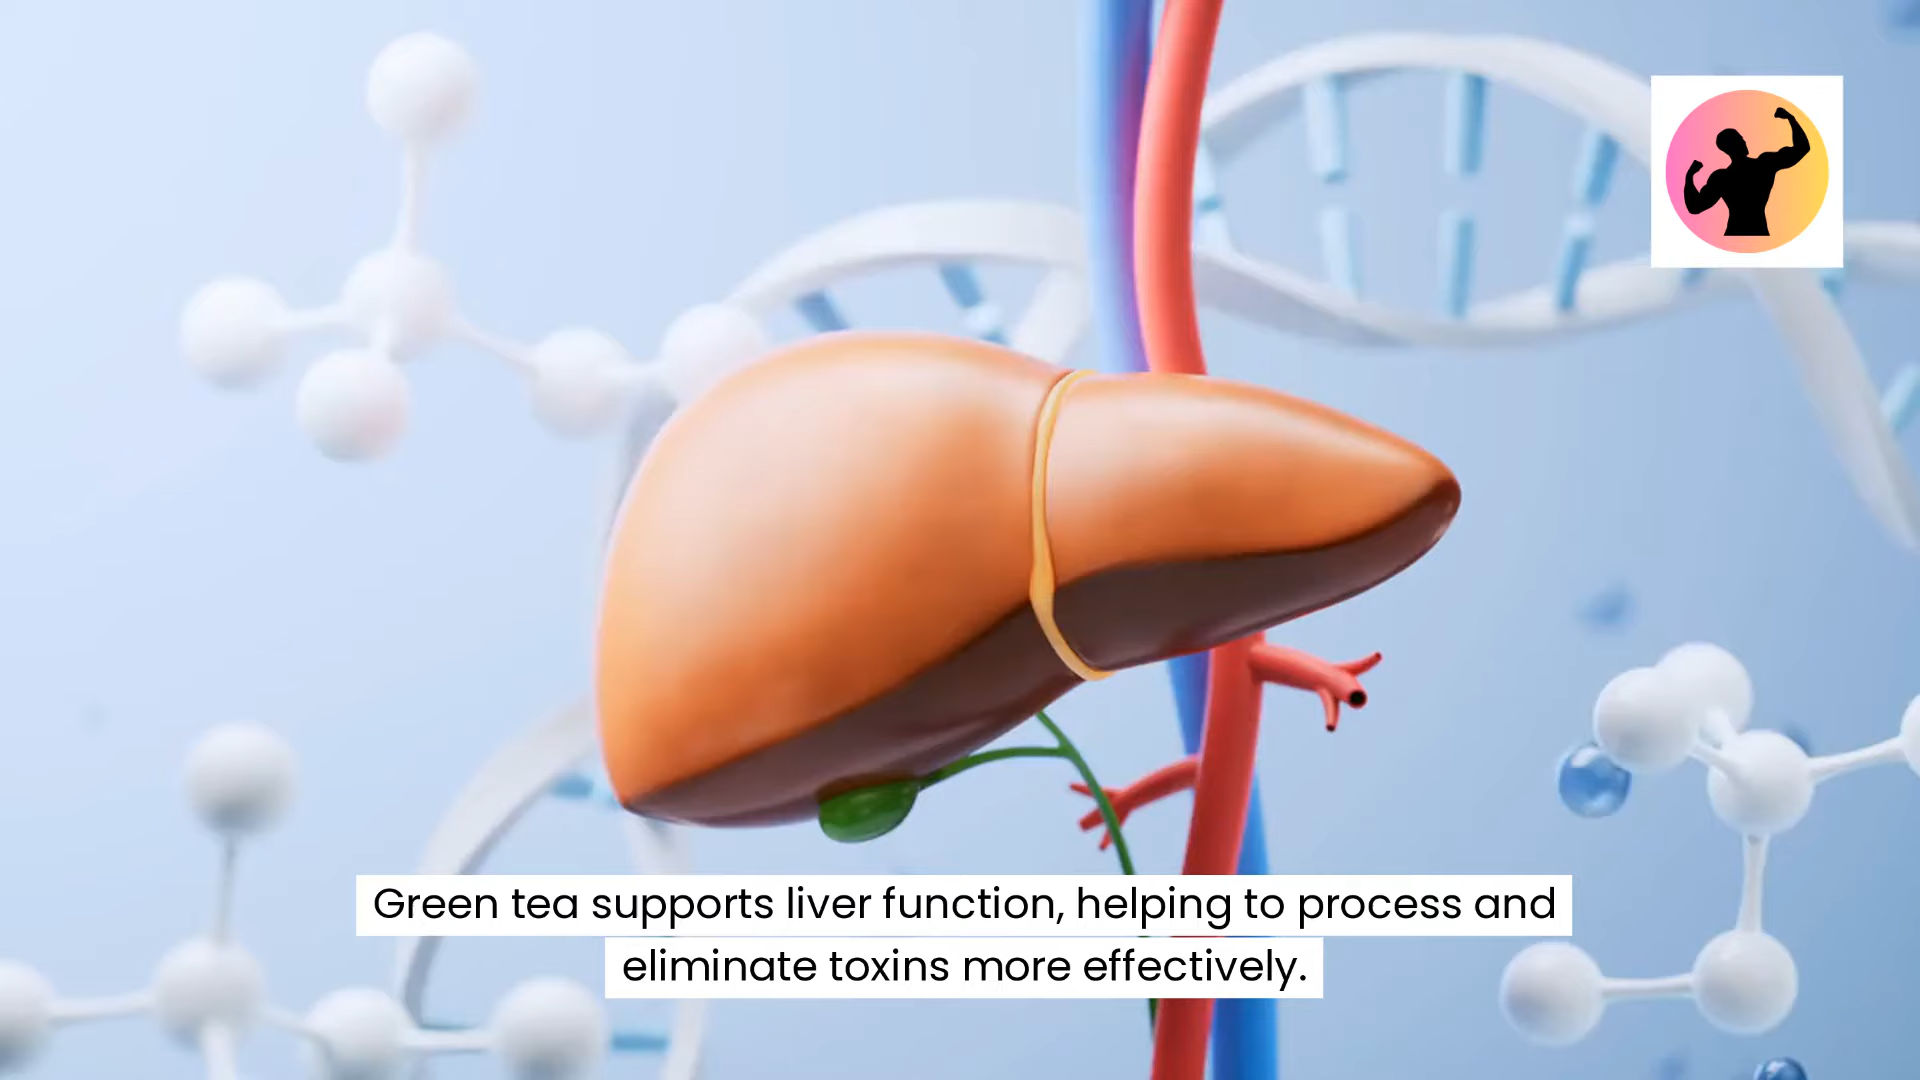 Green tea supports liver function, helping to process and
eliminate toxins more effectively.